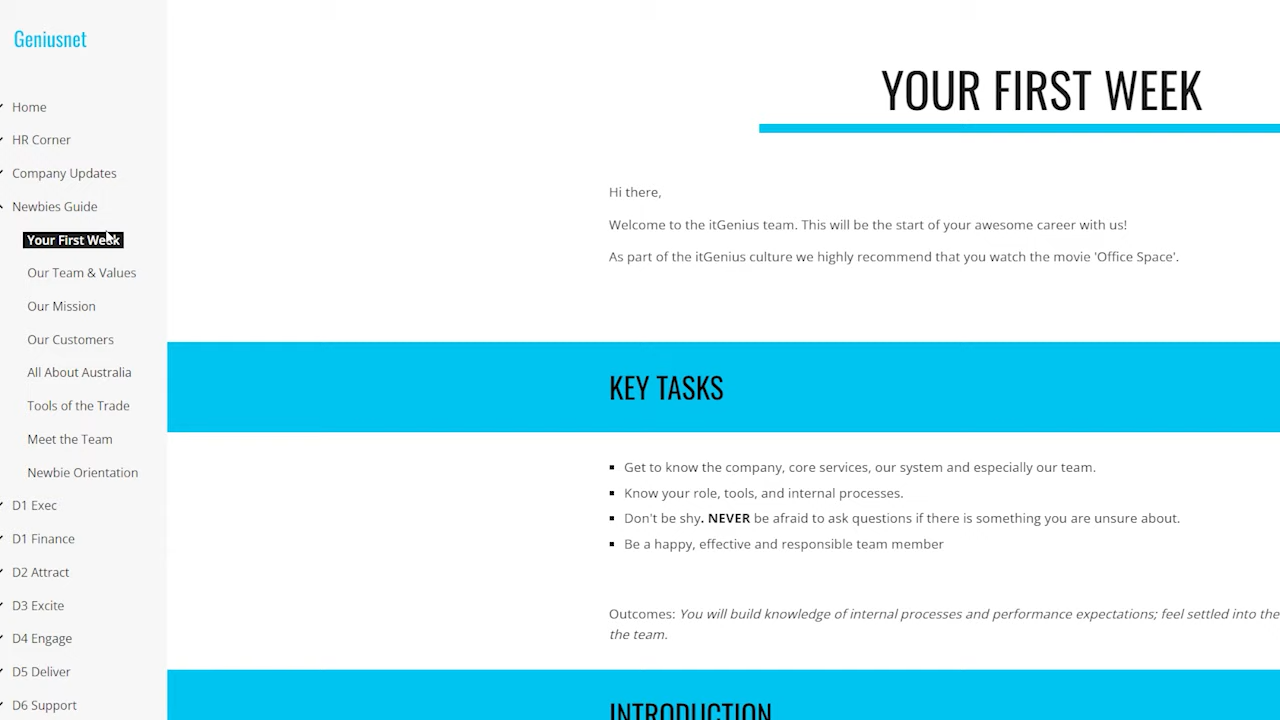 Geniusnet
Home
HR Corner
Company Updates
Newbies Guide
Your First Week
Our Team & Values
Our Mission
Our Customers
All About Australia
Tools of the Trade
Meet the Team
Newbie Orientation
D1 Exec
D1 Finance
D2 Attract
D3 Excite
D4 Engage
D5 Deliver
D6 Support
YOUR FIRST WEEK
Hi there,
Welcome to the itGenius team. This will be the start of your awesome career with us!
As part of the itGenius culture we highly recommend that you watch the movie 'Office Space'.
KEY TASKS
Get to know the company, core services, our system and especially our team.
Know your role, tools, and internal processes.
Don't be shy. NEVER be afraid to ask questions if there is something you are unsure about.
Be a happy, effective and responsible team member
Outcomes: You will build knowledge of internal processes and performance expectations; feel settled into the
the team.
INTRODUCTION